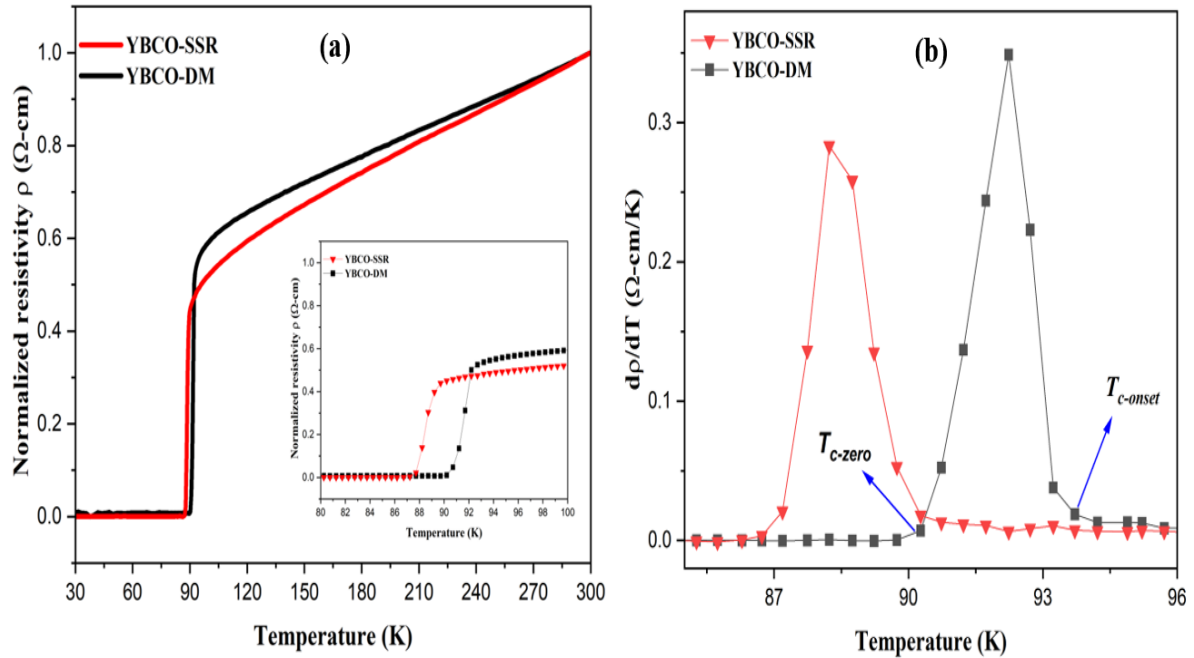 (a)
YBCO-SSR
YBCO-DM
Normalized resistivity ρ (Ω-cm)
1.0
0.8
0.6
0.4
0.2
0.0
30 60 90 120 150 180 210 240 270 300
Temperature (K)
YBCO-SSR
YBCO-DM
Normalized resistivity ρ (Ω-cm)
1.0
0.8
0.6
0.4
0.2
0.0
80 82 84 86 88 90 92 94 96 98 100
Temperature (K)
(b)
YBCO-SSR
YBCO-DM
dρ/dT (Ω-cm/K)
0.3
0.2
0.1
0.0
Tc-zero
Tc-onset
87 90 93 96
Temperature (K)